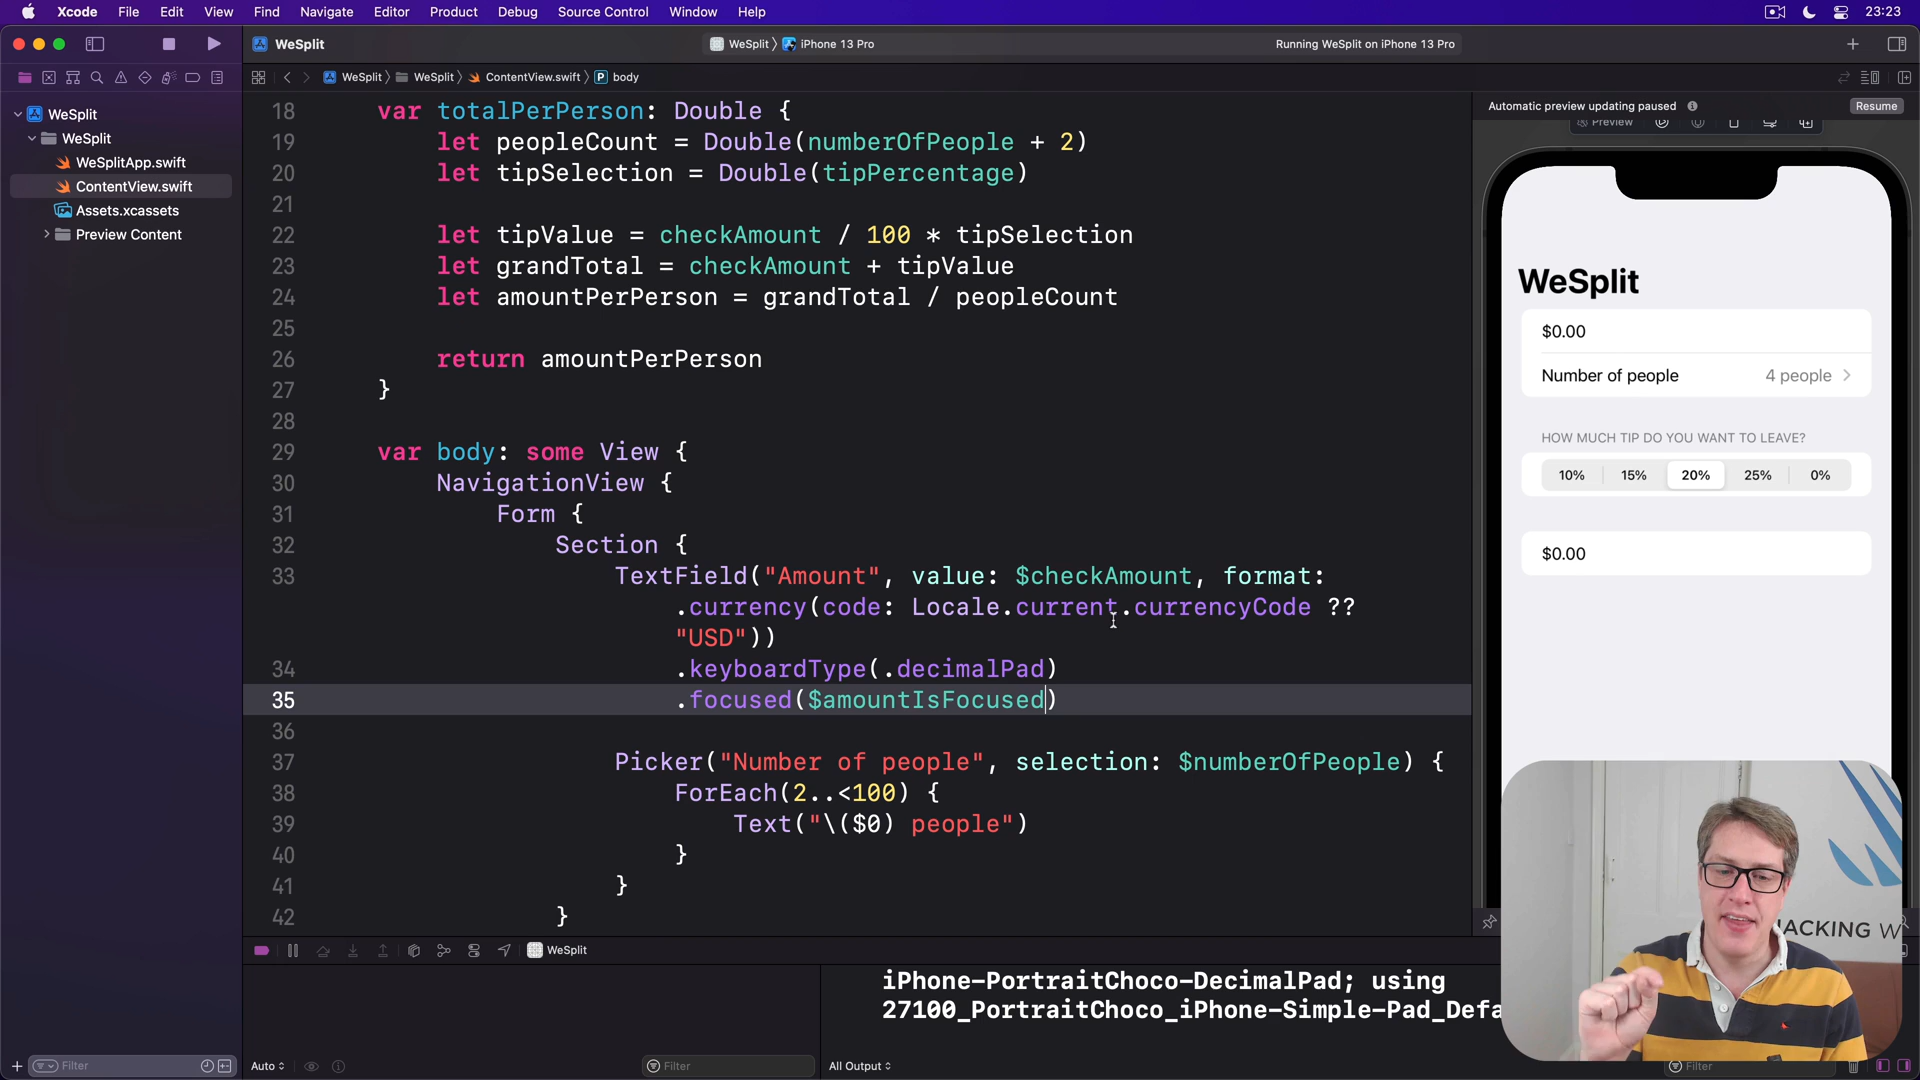 Xcode File Edit View Find Navigate Editor Product Debug Source Control Window Help 23:23
WeSplit
WeSplit 〉 iPhone 13 Pro
Running WeSplit on iPhone 13 Pro
WeSplit 〉 WeSplit 〉 ContentView.swift 〉 P body
WeSplit
WeSplit
WeSplitApp.swift
ContentView.swift
Assets.xcassets
Preview Content
18 var totalPerPerson: Double {
19 let peopleCount = Double(numberOfPeople + 2)
20 let tipSelection = Double(tipPercentage)
21
22 let tipValue = checkAmount / 100 * tipSelection
23 let grandTotal = checkAmount + tipValue
24 let amountPerPerson = grandTotal / peopleCount
25
26 return amountPerPerson
27 }
28
29 var body: some View {
30 NavigationView {
31 Form {
32 Section {
33 TextField("Amount", value: $checkAmount, format:
.currency(code: Locale.current.currencyCode ??
"USD"))
34 .keyboardType(.decimalPad)
35 .focused($amountIsFocused)
36
37 Picker("Number of people", selection: $numberOfPeople) {
38 ForEach(2..<100) {
39 Text("\($0) people")
40 }
41 }
42 }
Automatic preview updating paused Resume
Preview
WeSplit
$0.00
Number of people 4 people
HOW MUCH TIP DO YOU WANT TO LEAVE?
10% 15% 20% 25% 0%
$0.00
HACKING W
WeSplit
iPhone-PortraitChoco-DecimalPad; using
27100_PortraitChoco_iPhone-Simple-Pad_Defa
Filter
Auto
Filter
All Output
Filter